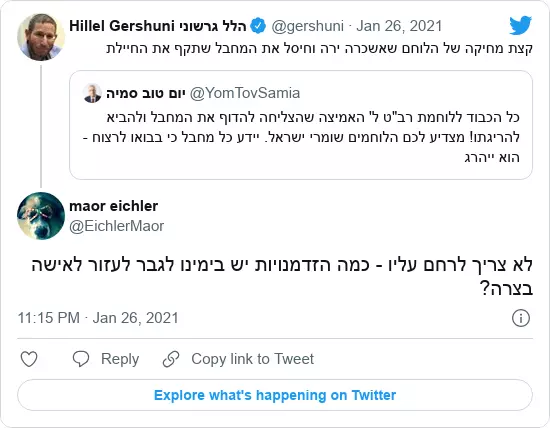 Hillel Gershuni הלל גרשוני @gershuni · Jan 26, 2021
קצת מחיקה של הלוחם שאשכרה ירה וחיסל את המחבל שתקף את החיילת
יום טוב סמיה @YomTovSamia
כל הכבוד ללוחמת רב"ט ל' האמיצה שהצליחה להדוף את המחבל ולהביא
להריגתו! מצדיע לכם הלוחמים שומרי ישראל. יידע כל מחבל כי בבואו לרצוח -
הוא ייהרג
maor eichler
@EichlerMaor
לא צריך לרחם עליו - כמה הזדמנויות יש בימינו לגבר לעזור לאישה
בצרה?
11:15 PM · Jan 26, 2021
Reply Copy link to Tweet
Explore what's happening on Twitter